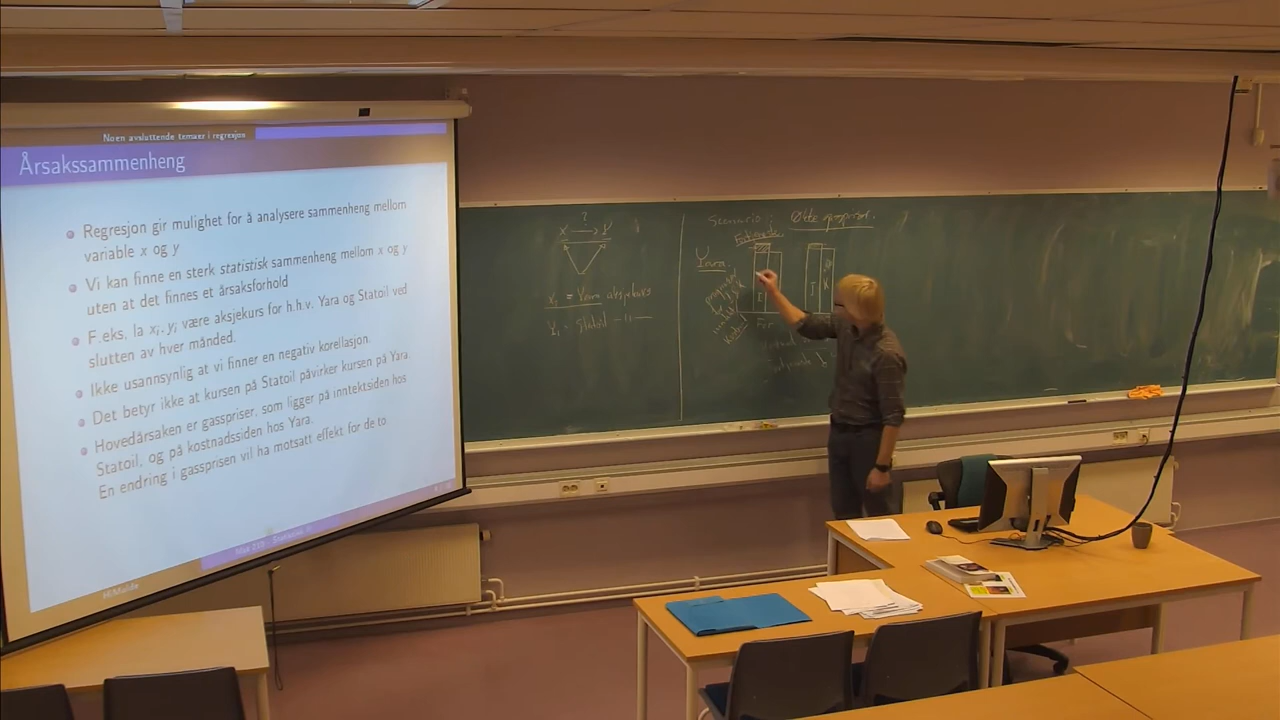 Noen avsluttende temaer i regresjon
Årsakssammenheng
Regresjon gir mulighet for å analysere sammenheng mellom
variable x og y
Vi kan finne en sterk statistisk sammenheng mellom x og y
uten at det finnes et årsaksforhold
F.eks, la xᵢ, yᵢ være aksjekurs for h.h.v. Yara og Statoil ved
slutten av hver månded.
Ikke usannsynlig at vi finner en negativ korellasjon.
Det betyr ikke at kursen på Statoil påvirker kursen på Yara.
Hovedårsaken er gasspriser, som ligger på inntektsiden hos
Statoil, og på kostnadssiden hos Yara.
En endring i gassprisen vil ha motsatt effekt for de to
HiMolde
?
X → Y
xᵢ = Yara aksjekurs
Yᵢ = Statoil -11-
Scenario: Økte gasspriser.
Fortjeneste
Yara
I
I
K
Før